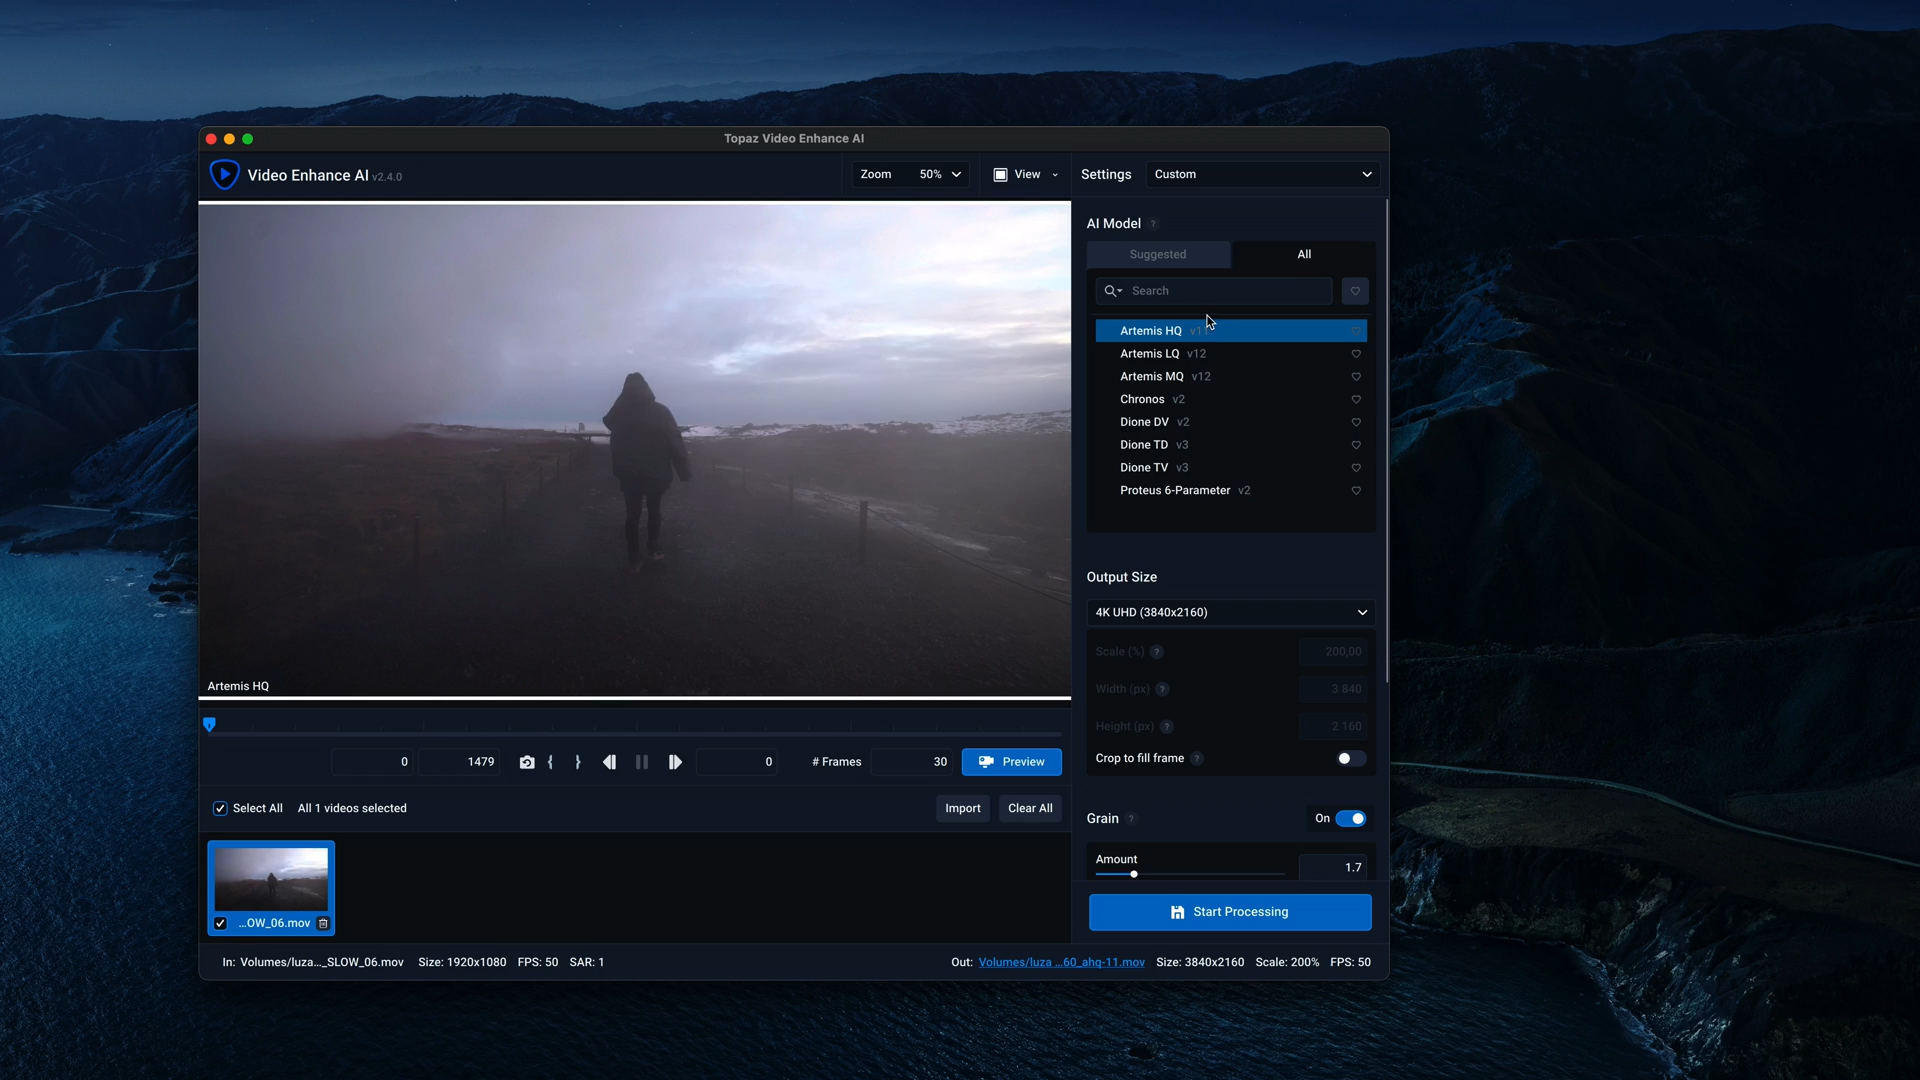 Topaz Video Enhance AI
Video Enhance AI v2.4.0
Zoom 50%
View
Settings
Custom
AI Model ?
Suggested
All
Search
Artemis HQ
Artemis LQ v12
Artemis MQ v12
Chronos v2
Dione DV v2
Dione TD v3
Dione TV v3
Proteus 6-Parameter v2
Output Size
4K UHD (3840x2160)
Scale (%) ? 200,00
Width (px) ? 3 840
Height (px) ? 2 160
Crop to fill frame ?
Grain ? On
Amount 1.7
Start Processing
Artemis HQ
0 1479 { } 0 # Frames 30 Preview
Select All All 1 videos selected Import Clear All
...OW_06.mov
In: Volumes/luza..._SLOW_06.mov Size: 1920x1080 FPS: 50 SAR: 1
Out: Volumes/luza ...60_ahq-11.mov Size: 3840x2160 Scale: 200% FPS: 50